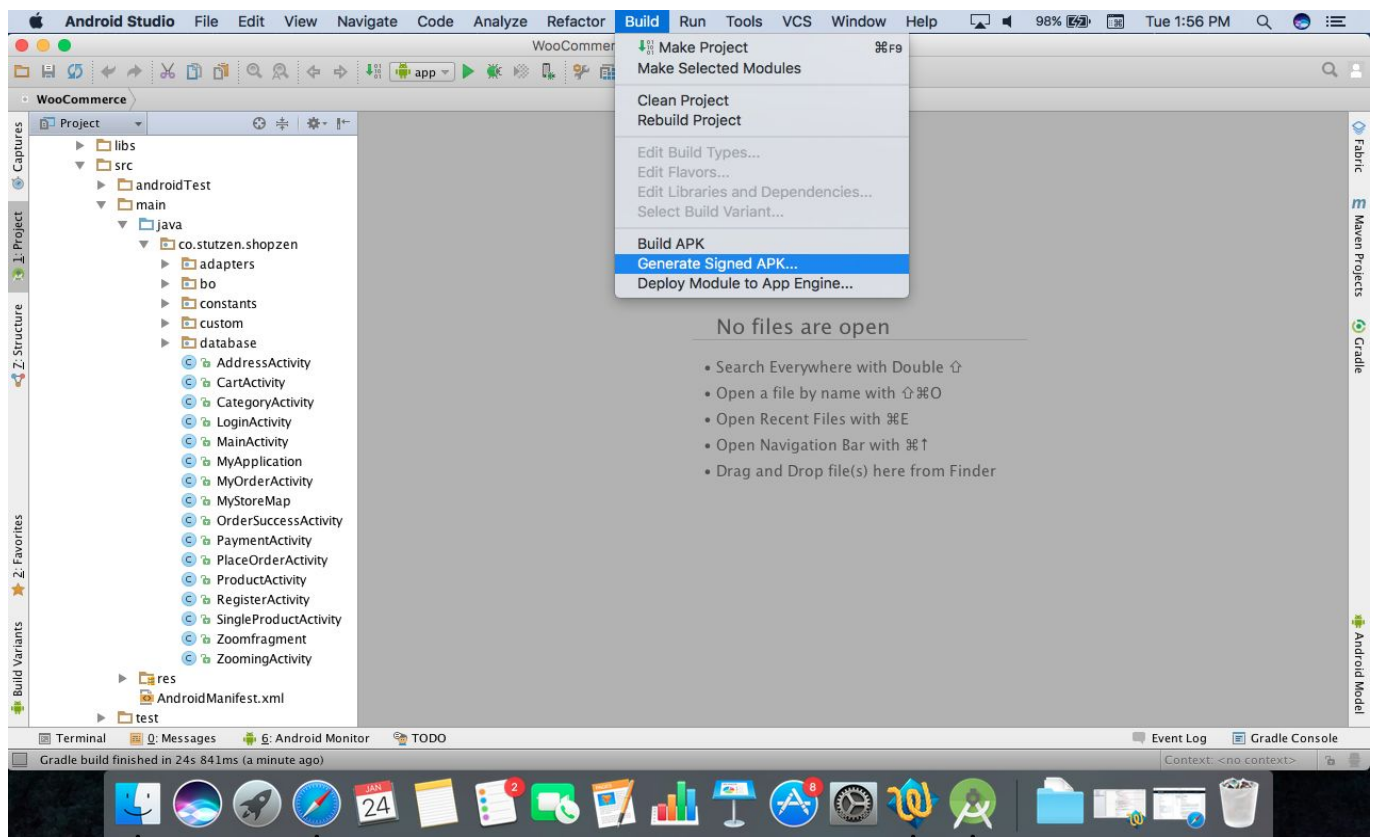 Android Studio File Edit View Navigate Code Analyze Refactor Build Run Tools VCS Window Help 98% Tue 1:56 PM
WooCommer
app
WooCommerce
Project
libs
src
androidTest
main
java
co.stutzen.shopzen
adapters
bo
constants
custom
database
AddressActivity
CartActivity
CategoryActivity
LoginActivity
MainActivity
MyApplication
MyOrderActivity
MyStoreMap
OrderSuccessActivity
PaymentActivity
PlaceOrderActivity
ProductActivity
RegisterActivity
SingleProductActivity
Zoomfragment
ZoomingActivity
res
AndroidManifest.xml
test
Captures
1: Project
Z: Structure
2: Favorites
Build Variants
Make Project ⌘F9
Make Selected Modules
Clean Project
Rebuild Project
Edit Build Types...
Edit Flavors...
Edit Libraries and Dependencies...
Select Build Variant...
Build APK
Generate Signed APK...
Deploy Module to App Engine...
No files are open
• Search Everywhere with Double ⇧
• Open a file by name with ⇧⌘O
• Open Recent Files with ⌘E
• Open Navigation Bar with ⌘↑
• Drag and Drop file(s) here from Finder
Fabric
m Maven Projects
Gradle
Android Model
Terminal 0: Messages 6: Android Monitor TODO Event Log Gradle Console
Gradle build finished in 24s 841ms (a minute ago) Context: <no context>
JAN
24
2
8